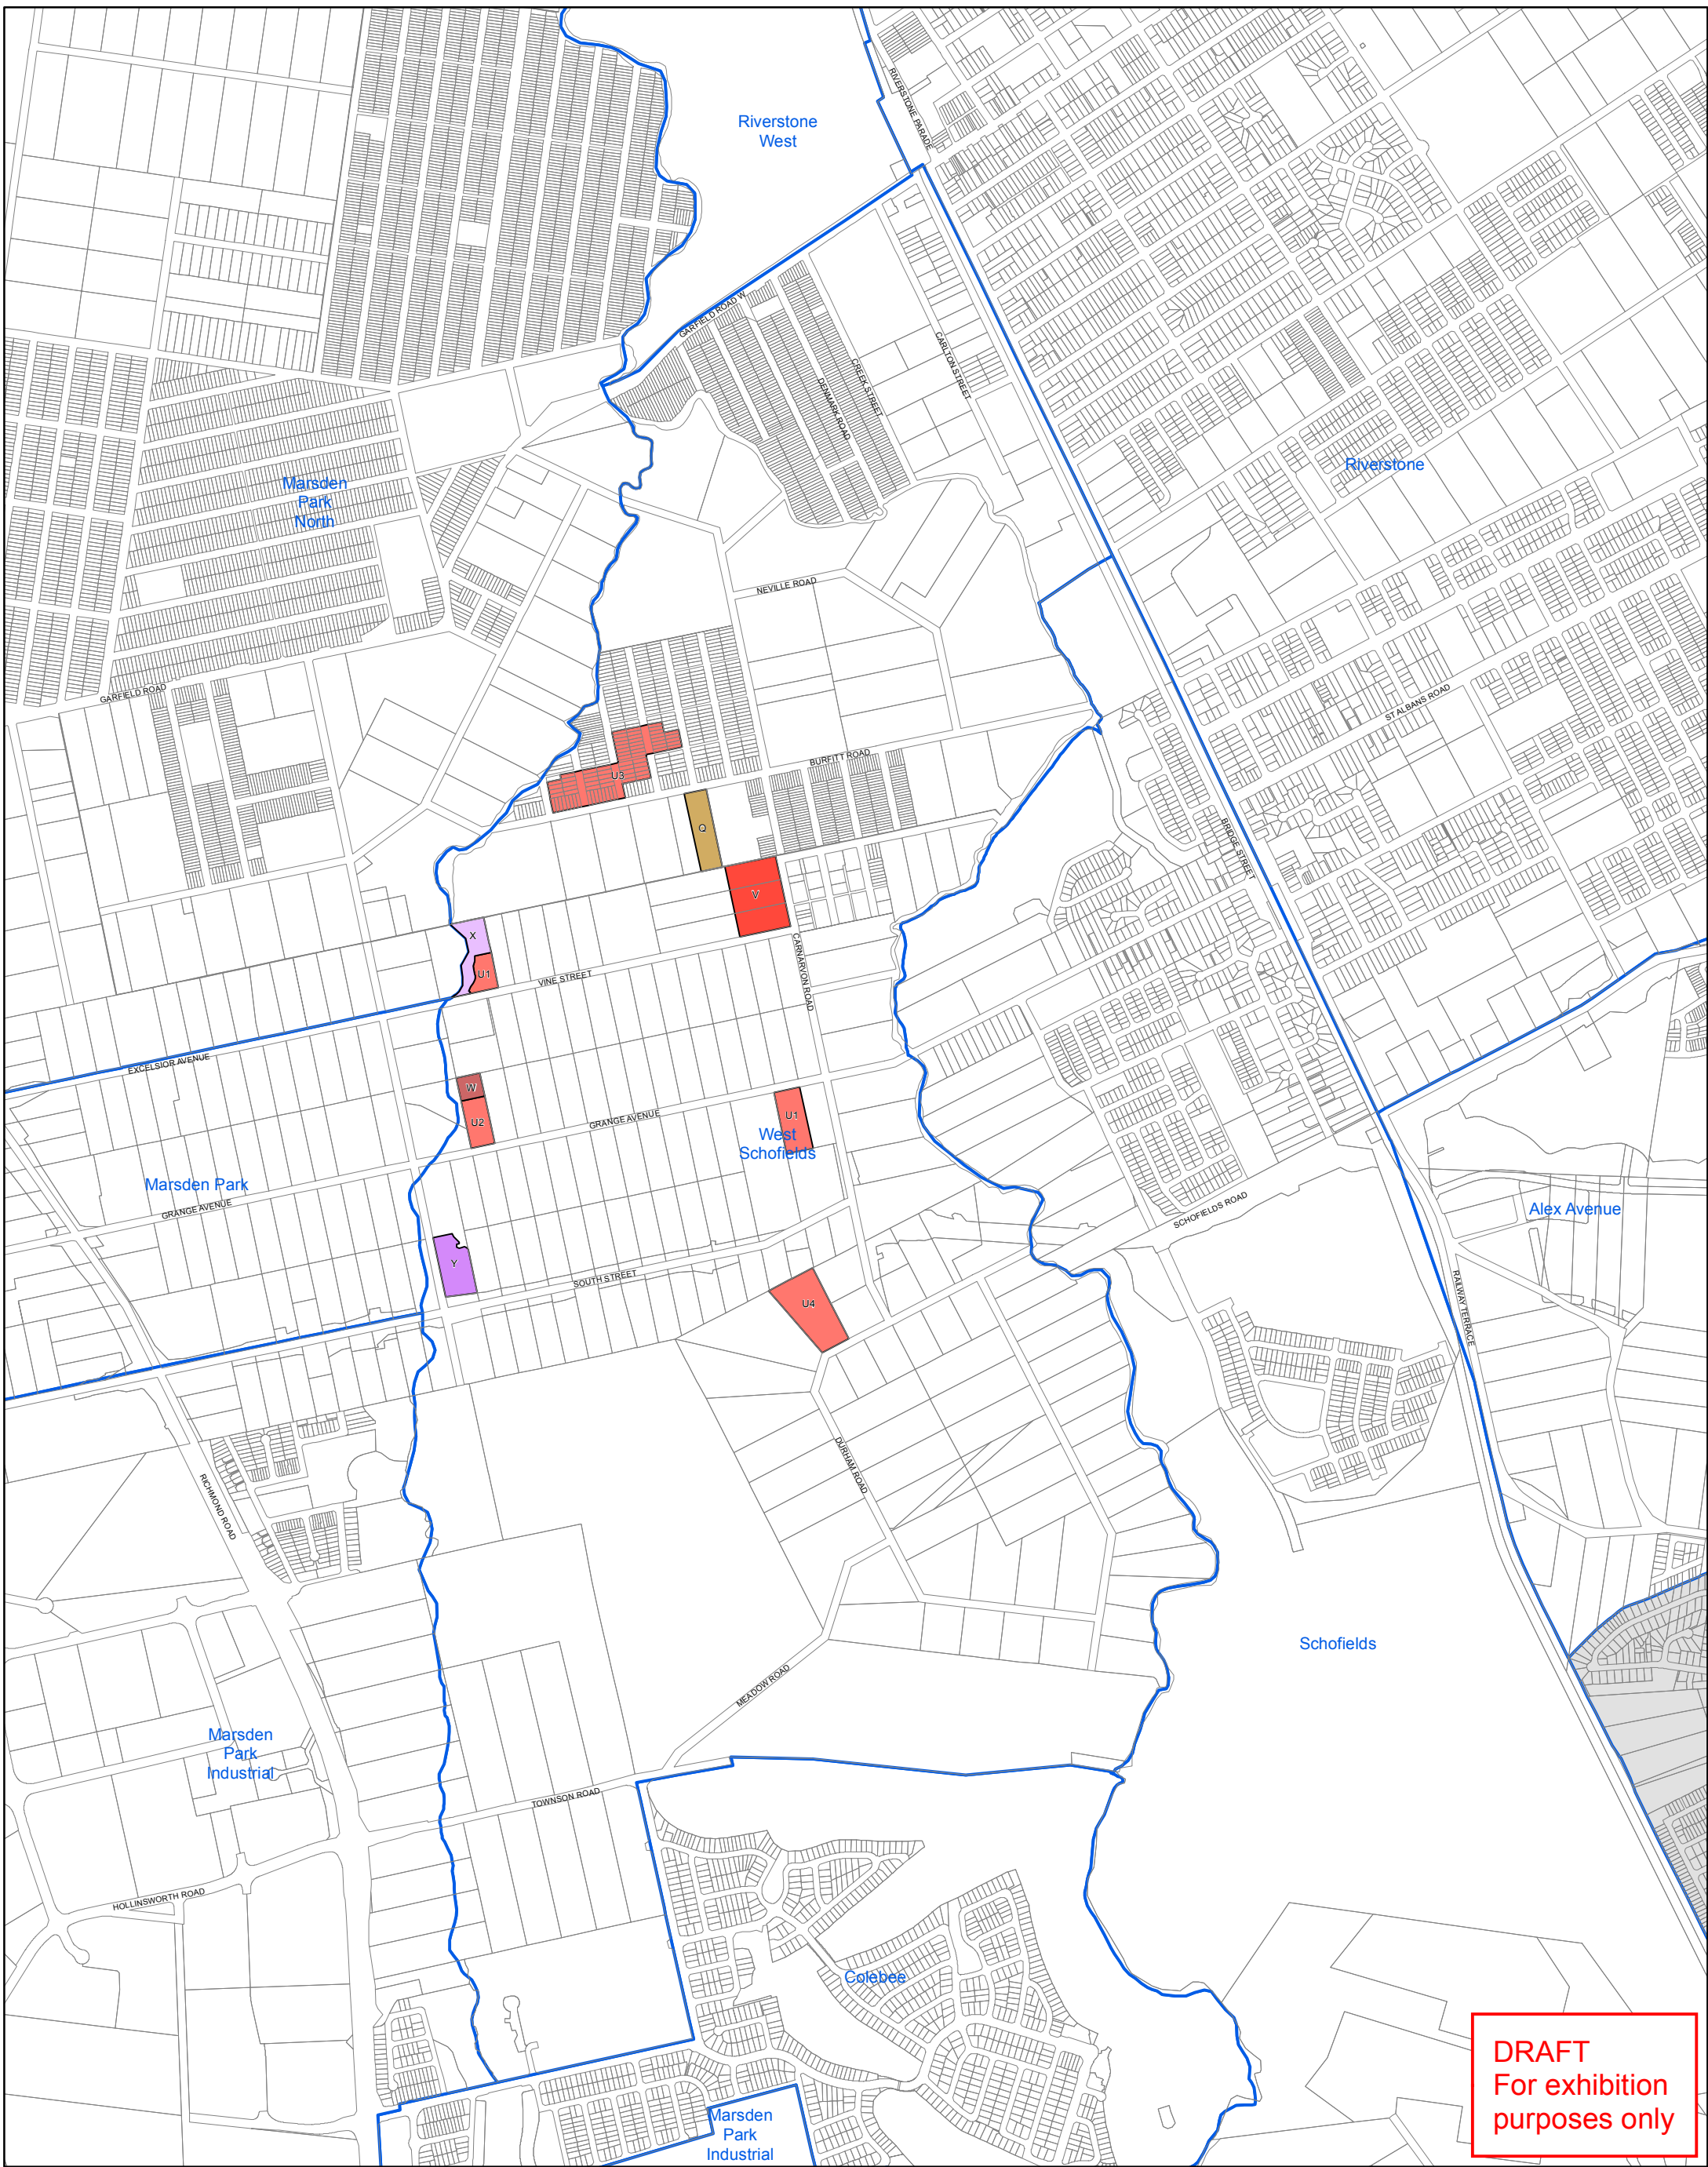 RIVERSTONE PARADE
Riverstone
West
GARFIELD ROAD W
CARLTON STREET
CREEK STREET
DENMARK ROAD
Riverstone
Marsden
Park
North
NEVILLE ROAD
GARFIELD ROAD
ST ALBANS ROAD
BURFITT ROAD
U3
Q
BRIDGE STREET
V
X
U1
CARNARVON ROAD
VINE STREET
EXCELSIOR AVENUE
W
U2
GRANGE AVENUE
U1
West
Schofields
Marsden Park
GRANGE AVENUE
SCHOFIELDS ROAD
Alex Avenue
Y
SOUTH STREET
U4
RAILWAY TERRACE
DURHAM ROAD
RICHMOND ROAD
Schofields
MEADOW ROAD
Marsden
Park
Industrial
TOWNSON ROAD
HOLLINSWORTH ROAD
Colebee
DRAFT
For exhibition
purposes only
Marsden
Park
Industrial